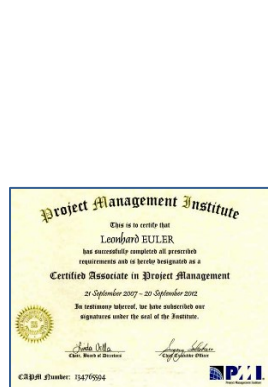 Project Management Institute
This is to certify that
Leonhard EULER
has successfully completed all prescribed
requirements and is hereby designated as a
Certified Associate in Project Management
21 September 2007 – 20 September 2012
In testimony whereof, we have subscribed our
signatures under the seal of the Institute.
Chair, Board of Directors
Chief Executive Officer
CAPM Number: 134765594
PMI